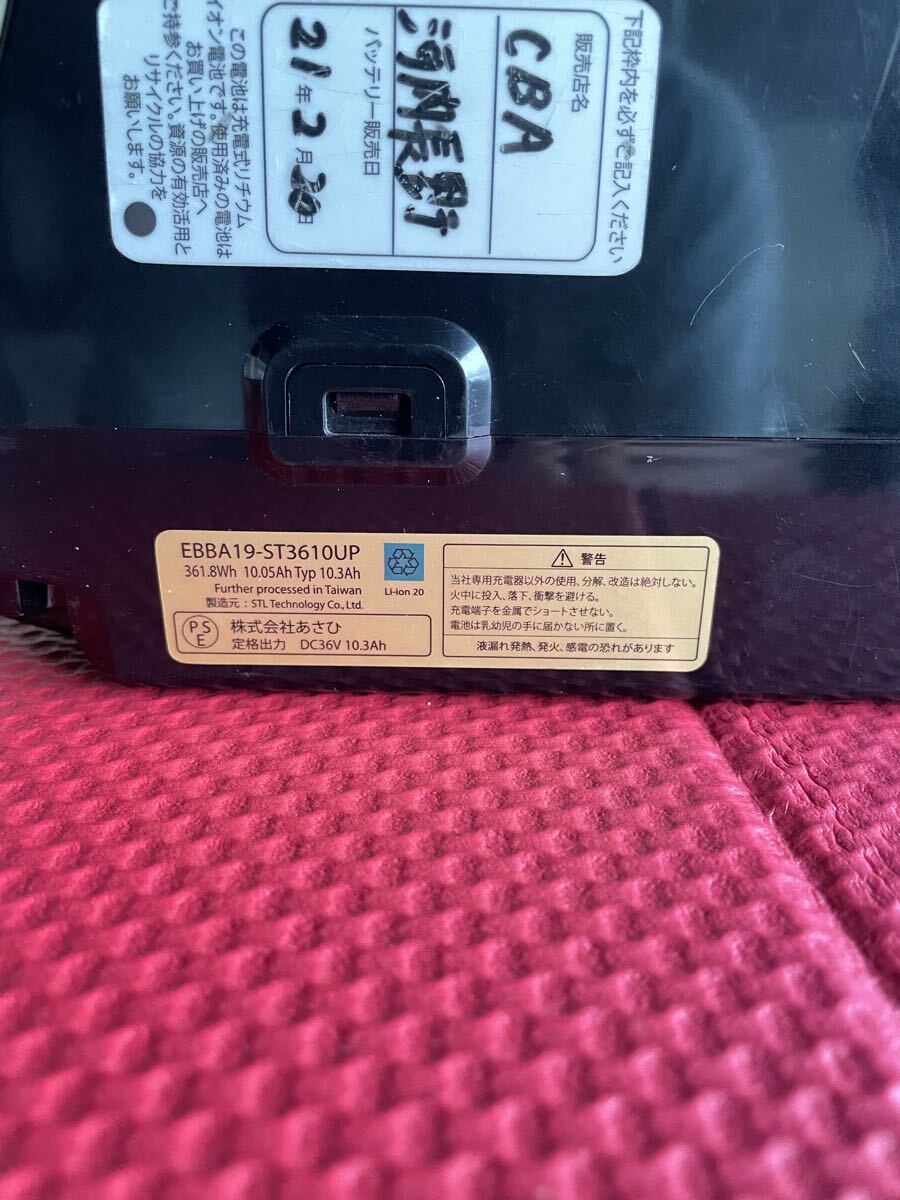 下記枠内を必ずご記入ください
販売店名
CBA
河内長野
バッテリー販売日
21年2月20日
この電池は充電式リチウム
イオン電池です。使用済みの電池は
お買い上げの販売店へ
ご持参ください。資源の有効活用と
リサイクルの協力を
お願いします。
EBBA19-ST3610UP
361.8Wh 10.05Ah Typ 10.3Ah
Further processed in Taiwan
製造元：STL Technology Co., Ltd.
Li-ion 20
PSE
株式会社あさひ
定格出力 DC36V 10.3Ah
警告
当社専用充電器以外の使用、分解、改造は絶対しない。
火中に投入、落下、衝撃を避ける。
充電端子を金属でショートさせない。
電池は乳幼児の手に届かない所に置く。
液漏れ発熱、発火、感電の恐れがあります